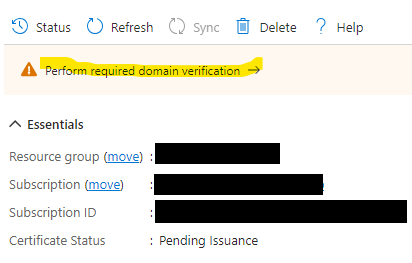 Status Refresh Sync Delete ? Help
Perform required domain verification →
Essentials
Resource group (move) :
Subscription (move) :
Subscription ID :
Certificate Status : Pending Issuance